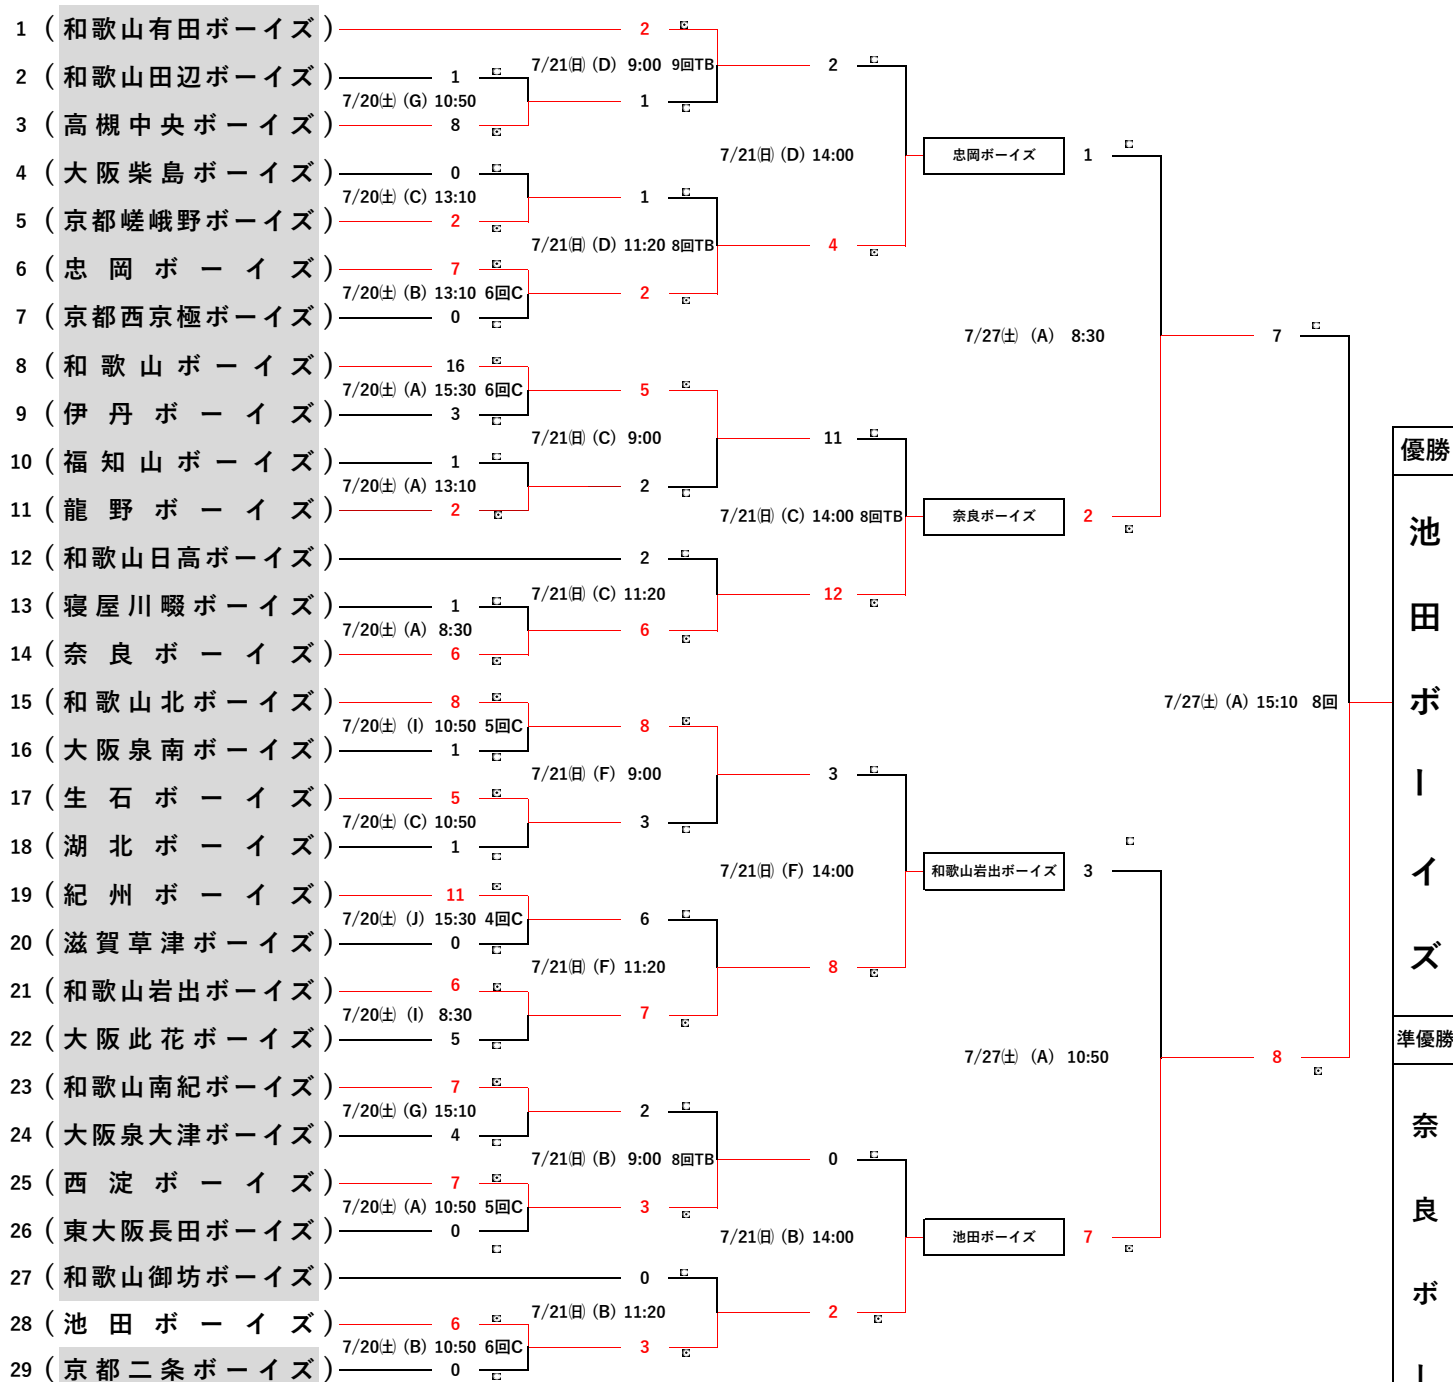 1 (和歌山有田ボーイズ) 2
7/21㈰ (D) 9:00 9回TB 2
2 (和歌山田辺ボーイズ) 1
7/20㈯ (G) 10:50 1
3 (高槻中央ボーイズ) 8
7/21㈰ (D) 14:00 忠岡ボーイズ 1
4 (大阪柴島ボーイズ) 0
7/20㈯ (C) 13:10 1
5 (京都嵯峨野ボーイズ) 2
7/21㈰ (D) 11:20 8回TB 4
6 (忠岡ボーイズ) 7
7/20㈯ (B) 13:10 6回C 2
7 (京都西京極ボーイズ) 0
7/27㈯ (A) 8:30 7
8 (和歌山ボーイズ) 16
7/20㈯ (A) 15:30 6回C 5
9 (伊丹ボーイズ) 3
7/21㈰ (C) 9:00 11
優勝
10 (福知山ボーイズ) 1
7/20㈯ (A) 13:10 2
11 (龍野ボーイズ) 2
7/21㈰ (C) 14:00 8回TB 奈良ボーイズ 2
12 (和歌山日高ボーイズ) 2
7/21㈰ (C) 11:20 12
13 (寝屋川畷ボーイズ) 1
7/20㈯ (A) 8:30 6
14 (奈良ボーイズ) 6
15 (和歌山北ボーイズ) 8
7/27㈯ (A) 15:10 8回
池田ボーイズ
7/20㈯ (I) 10:50 5回C 8
16 (大阪泉南ボーイズ) 1
7/21㈰ (F) 9:00 3
17 (生石ボーイズ) 5
7/20㈯ (C) 10:50 3
18 (湖北ボーイズ) 1
7/21㈰ (F) 14:00 和歌山岩出ボーイズ 3
19 (紀州ボーイズ) 11
7/20㈯ (J) 15:30 4回C 6
20 (滋賀草津ボーイズ) 0
7/21㈰ (F) 11:20 8
21 (和歌山岩出ボーイズ) 6
7/20㈯ (I) 8:30 7
22 (大阪此花ボーイズ) 5
準優勝
7/27㈯ (A) 10:50 8
23 (和歌山南紀ボーイズ) 7
7/20㈯ (G) 15:10 2
24 (大阪泉大津ボーイズ) 4
7/21㈰ (B) 9:00 8回TB 0
25 (西淀ボーイズ) 7
7/20㈯ (A) 10:50 5回C 3
26 (東大阪長田ボーイズ) 0
7/21㈰ (B) 14:00 池田ボーイズ 7
27 (和歌山御坊ボーイズ) 0
7/21㈰ (B) 11:20 2
28 (池田ボーイズ) 6
7/20㈯ (B) 10:50 6回C 3
29 (京都二条ボーイズ) 0
奈良ボー